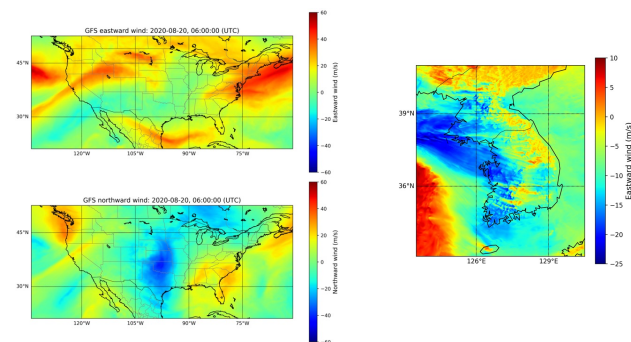 GFS eastward wind: 2020-08-20, 06:00:00 (UTC)
45°N
30°N
120°W
105°W
90°W
75°W
60
40
20
0
−20
−40
−60
Eastward wind (m/s)
GFS northward wind: 2020-08-20, 06:00:00 (UTC)
45°N
30°N
120°W
105°W
90°W
75°W
60
40
20
0
−20
−40
−60
Northward wind (m/s)
39°N
36°N
126°E
129°E
10
5
0
−5
−10
−15
−20
−25
Eastward wind (m/s)